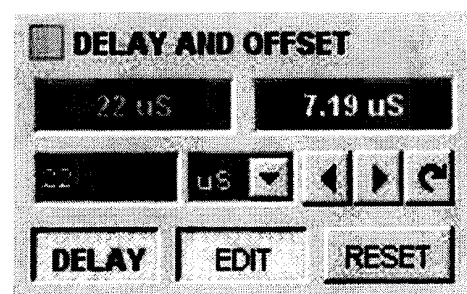 DELAY AND OFFSET
22 uS 7.19 uS
22 uS
DELAY EDIT RESET